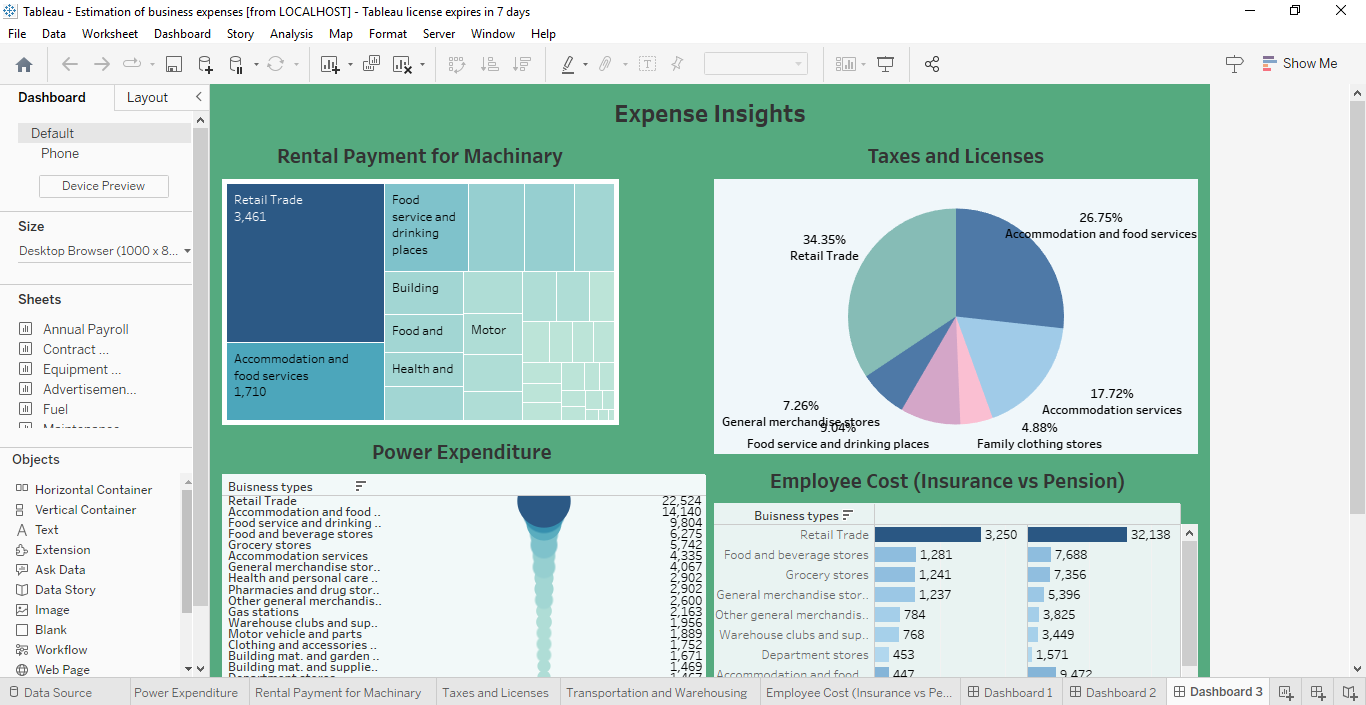 Tableau - Estimation of business expenses [from LOCALHOST] - Tableau license expires in 7 days
File Data Worksheet Dashboard Story Analysis Map Format Server Window Help
Show Me
Dashboard Layout
Default
Phone
Device Preview
Size
Desktop Browser (1000 x 8...
Sheets
Annual Payroll
Contract ...
Equipment ...
Advertisemen...
Fuel
Objects
Horizontal Container
Vertical Container
Text
Extension
Ask Data
Data Story
Image
Blank
Workflow
Web Page
Expense Insights
Rental Payment for Machinary
Retail Trade
3,461
Accommodation and
food services
1,710
Food
service and
drinking
places
Building
Food and
Health and
Motor
Taxes and Licenses
26.75%
Accommodation and food services
34.35%
Retail Trade
17.72%
Accommodation services
7.26%
General merchandise stores
9.04%
Food service and drinking places
4.88%
Family clothing stores
Power Expenditure
Buisness types
Retail Trade 22,524
Accommodation and food .. 14,140
Food service and drinking .. 9,804
Food and beverage stores 6,275
Grocery stores 5,742
Accommodation services 4,335
General merchandise stor.. 4,067
Health and personal care .. 2,902
Pharmacies and drug stor.. 2,902
Other general merchandis.. 2,600
Gas stations 2,163
Warehouse clubs and sup.. 1,956
Motor vehicle and parts 1,889
Clothing and accessories .. 1,752
Building mat. and garden .. 1,671
Building mat. and supplie.. 1,469
Employee Cost (Insurance vs Pension)
Buisness types
Retail Trade 3,250 32,138
Food and beverage stores 1,281 7,688
Grocery stores 1,241 7,356
General merchandise stor.. 1,237 5,396
Other general merchandis.. 784 3,825
Warehouse clubs and sup.. 768 3,449
Department stores 453 1,571
Accommodation and food 447 9,472
Data Source Power Expenditure Rental Payment for Machinary Taxes and Licenses Transportation and Warehousing Employee Cost (Insurance vs Pe... Dashboard 1 Dashboard 2 Dashboard 3